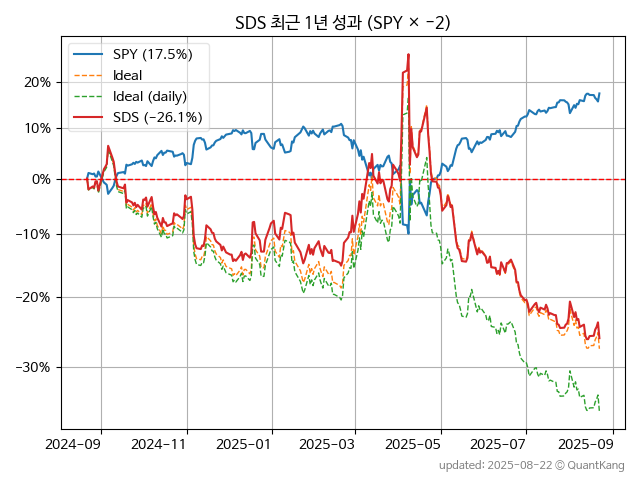 SDS 최근 1년 성과 (SPY × −2)
SPY (17.5%)
Ideal
Ideal (daily)
SDS (−26.1%)
20%
10%
0%
−10%
−20%
−30%
2024−09
2024−11
2025−01
2025−03
2025−05
2025−07
2025−09
updated: 2025-08-22 © QuantKang